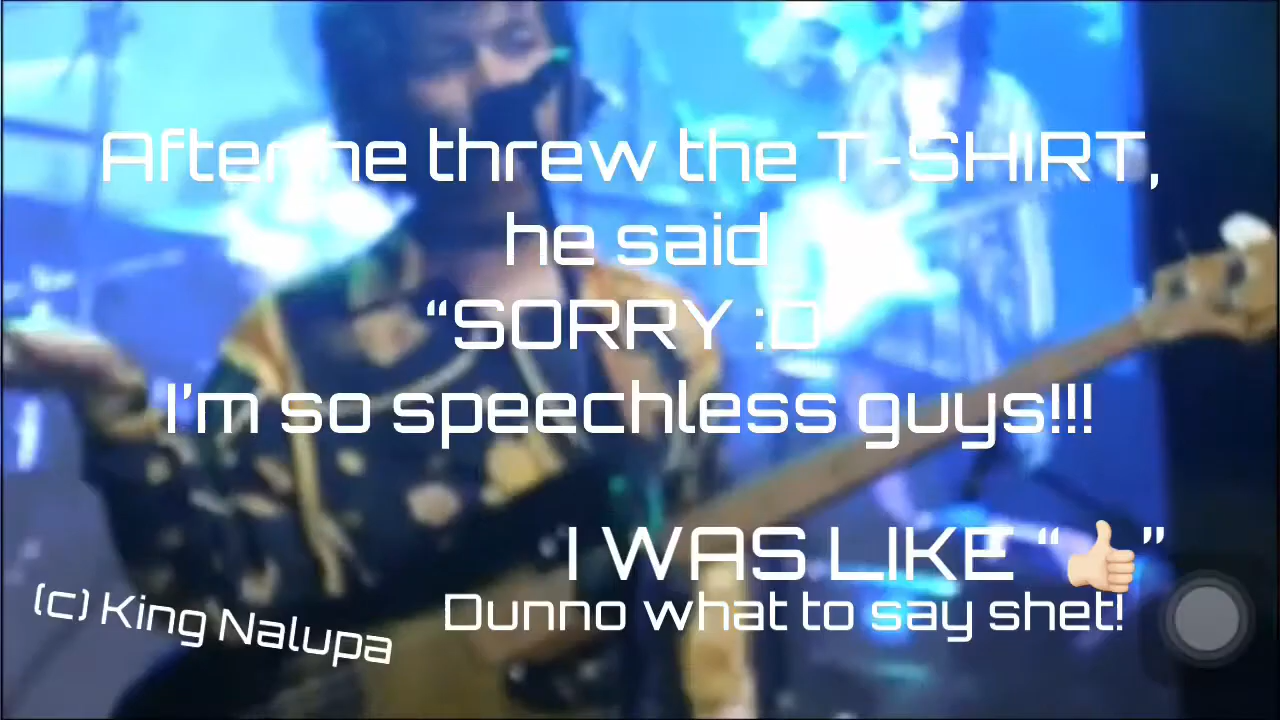 After he threw the T-SHIRT,
he said
“SORRY :D
I'm so speechless guys!!!
I WAS LIKE “👍🏻”
Dunno what to say shet!
(c) King Nalupa